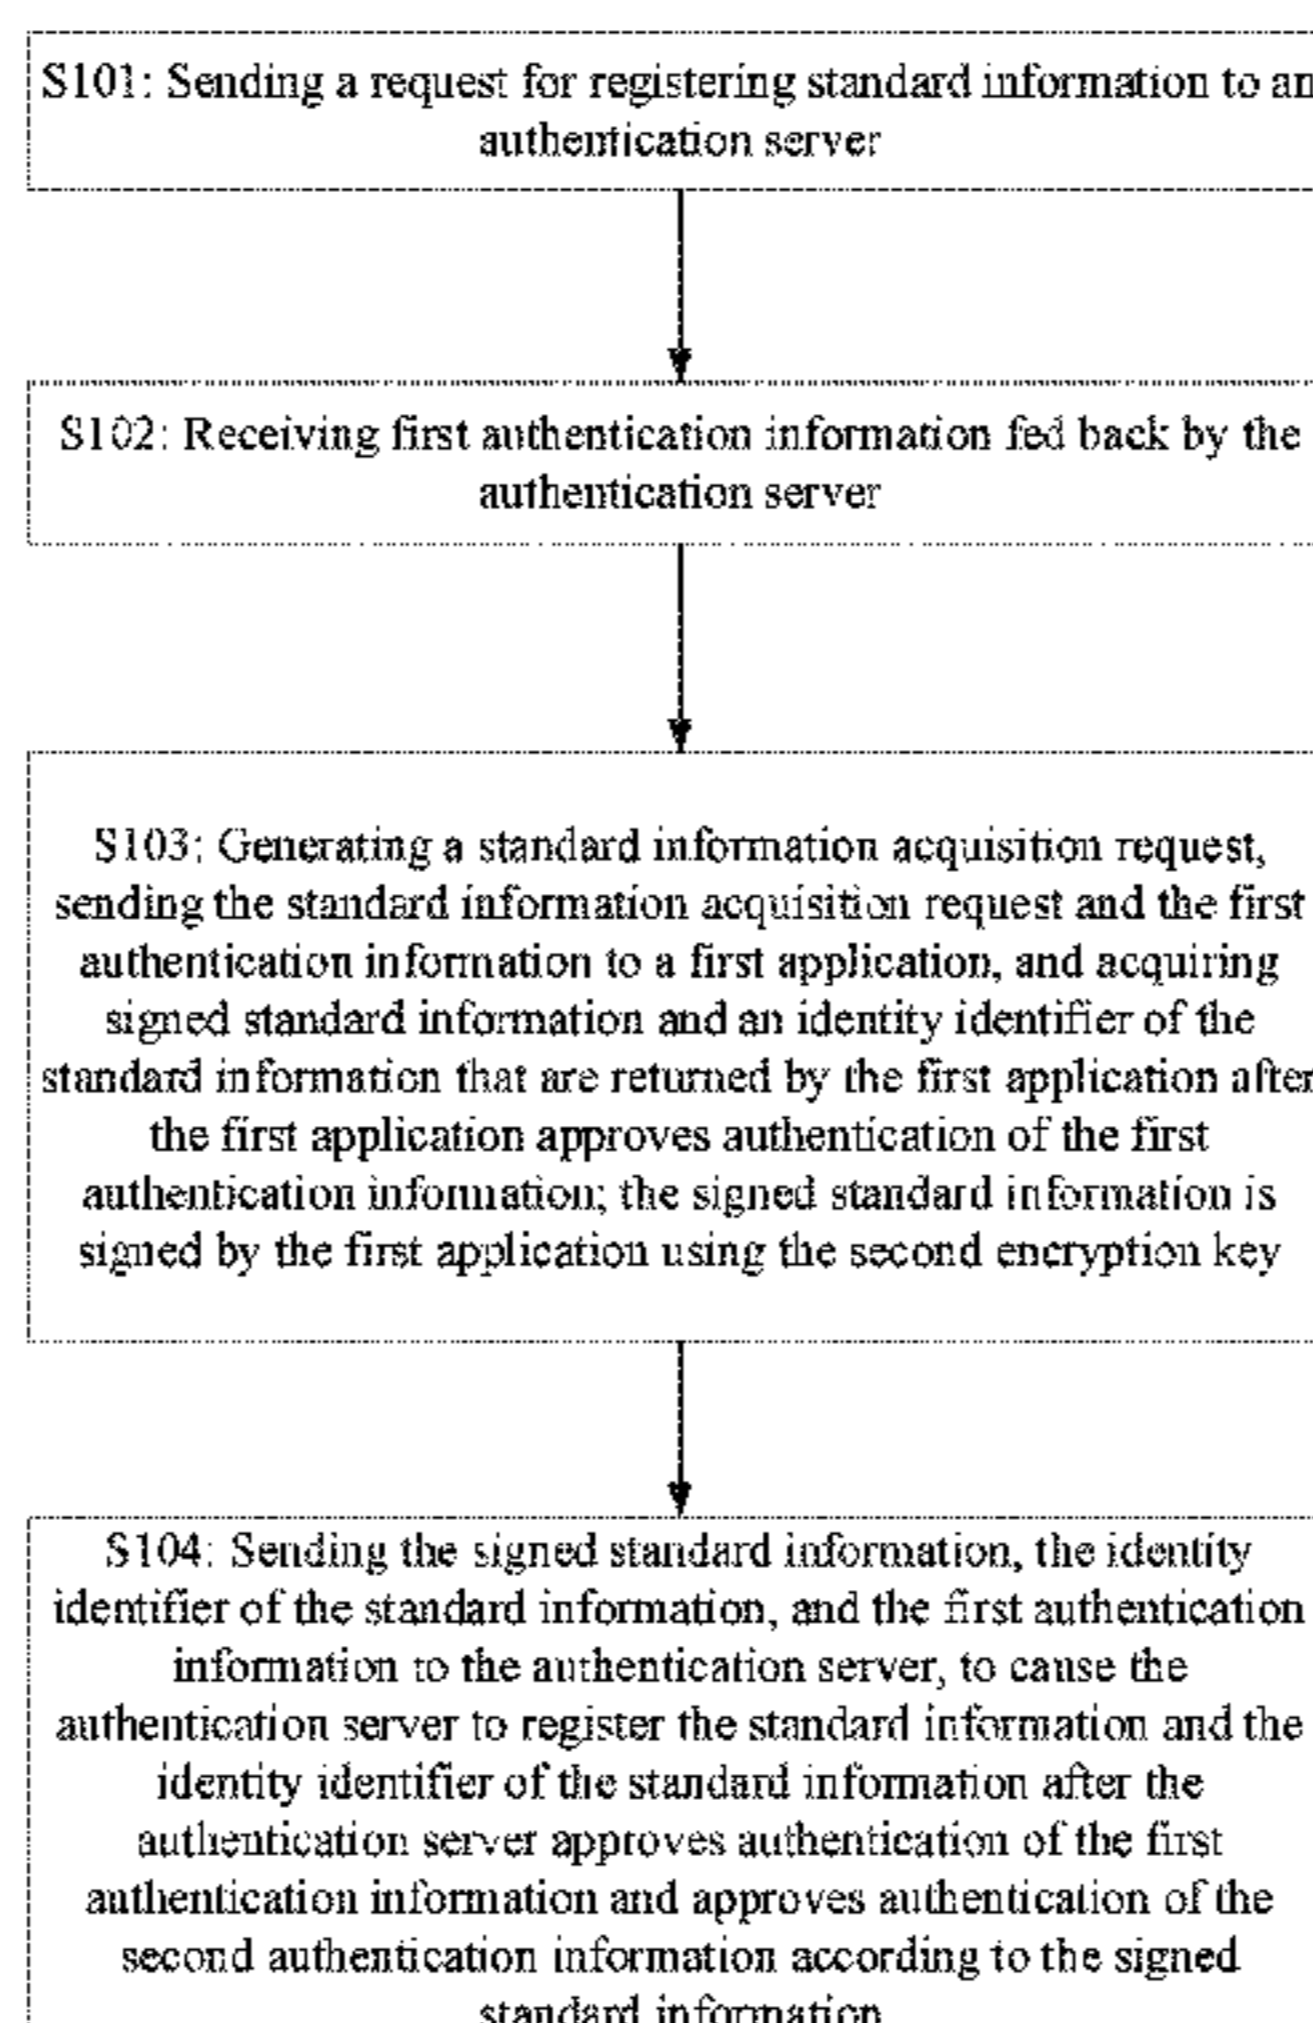 S101: Sending a request for registering standard information to an
authentication server
S102: Receiving first authentication information fed back by the
authentication server
S103: Generating a standard information acquisition request,
sending the standard information acquisition request and the first
authentication information to a first application, and acquiring
signed standard information and an identity identifier of the
standard information that are returned by the first application after
the first application approves authentication of the first
authentication information; the signed standard information is
signed by the first application using the second encryption key
S104: Sending the signed standard information, the identity
identifier of the standard information, and the first authentication
information to the authentication server, to cause the
authentication server to register the standard information and the
identity identifier of the standard information after the
authentication server approves authentication of the first
authentication information and approves authentication of the
second authentication information according to the signed
standard information